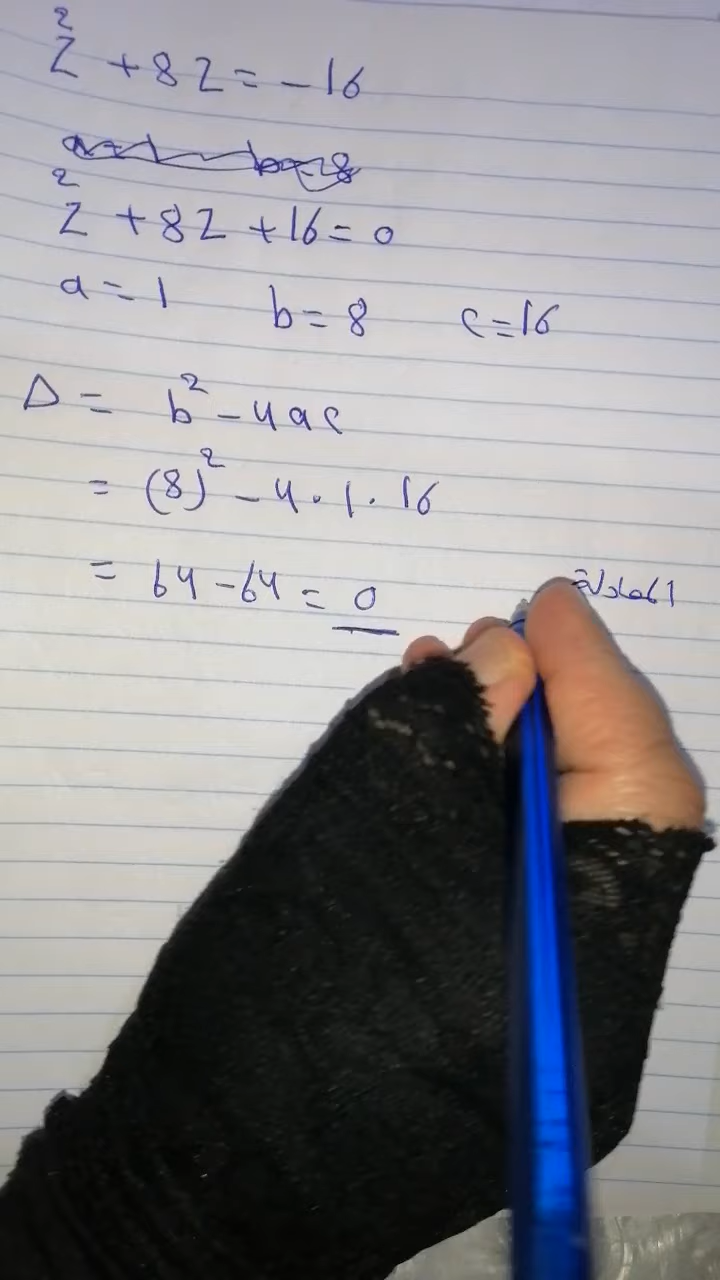 z² + 8z = -16
z² + 8z + 16 = 0
a = 1 b = 8 c = 16
Δ = b² - 4ac
= (8)² - 4 · 1 · 16
= 64 - 64 = 0
المعادلة